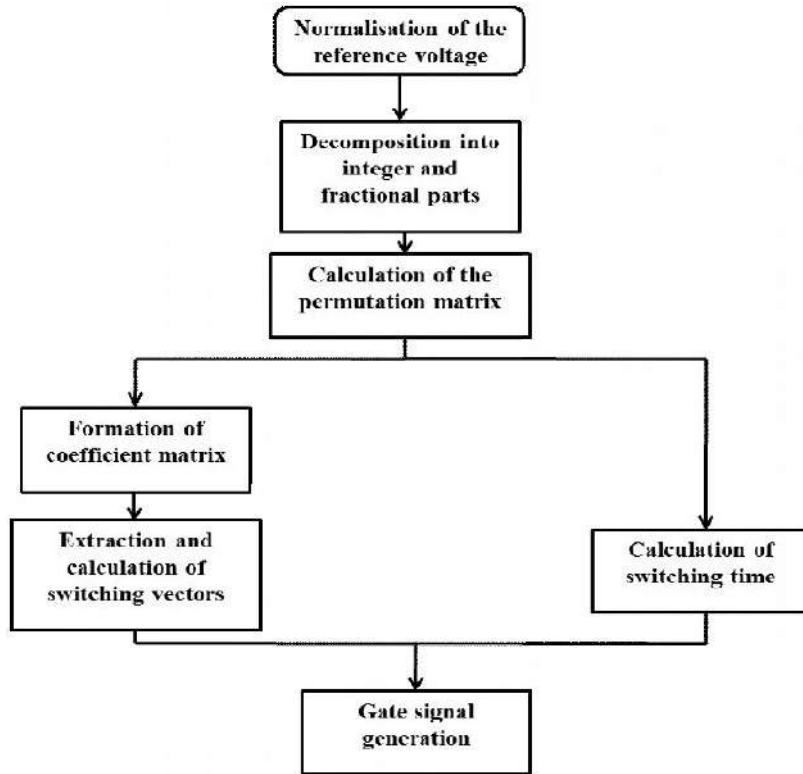 Normalisation of the
reference voltage
Decomposition into
integer and
fractional parts
Calculation of the
permutation matrix
Formation of
coefficient matrix
Extraction and
calculation of
switching vectors
Calculation of
switching time
Gate signal
generation